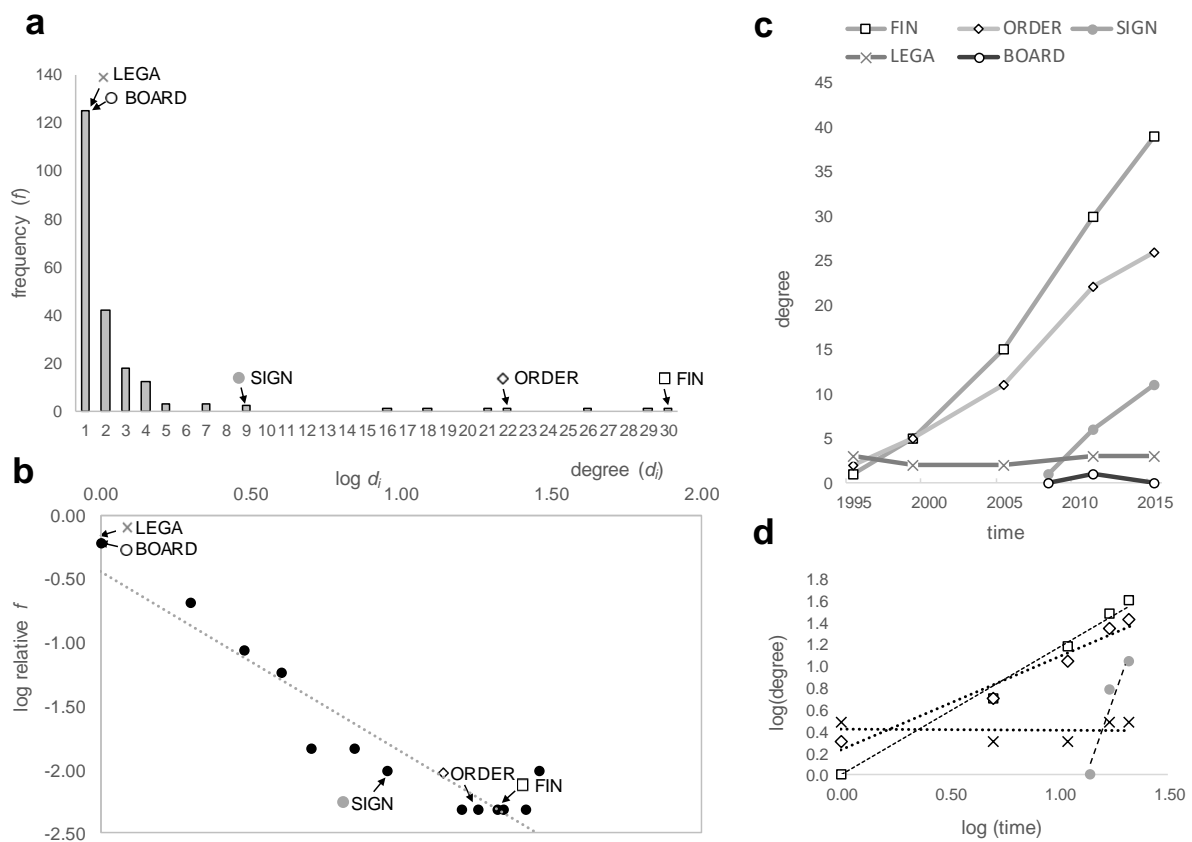 a
LEGA
BOARD
SIGN
ORDER
FIN
frequency (f)
140
120
100
80
60
40
20
0
1 2 3 4 5 6 7 8 9 10 11 12 13 14 15 16 17 18 19 20 21 22 23 24 25 26 27 28 29 30
degree (di)
b
log di
0.00 0.50 1.00 1.50 2.00
log relative f
0.00
-0.50
-1.00
-1.50
-2.00
-2.50
LEGA
BOARD
SIGN
ORDER
FIN
c
FIN ORDER SIGN
LEGA BOARD
degree
45
40
35
30
25
20
15
10
5
0
1995 2000 2005 2010 2015
time
d
log(degree)
1.8
1.6
1.4
1.2
1.0
0.8
0.6
0.4
0.2
0.0
0.00 0.50 1.00 1.50
log (time)